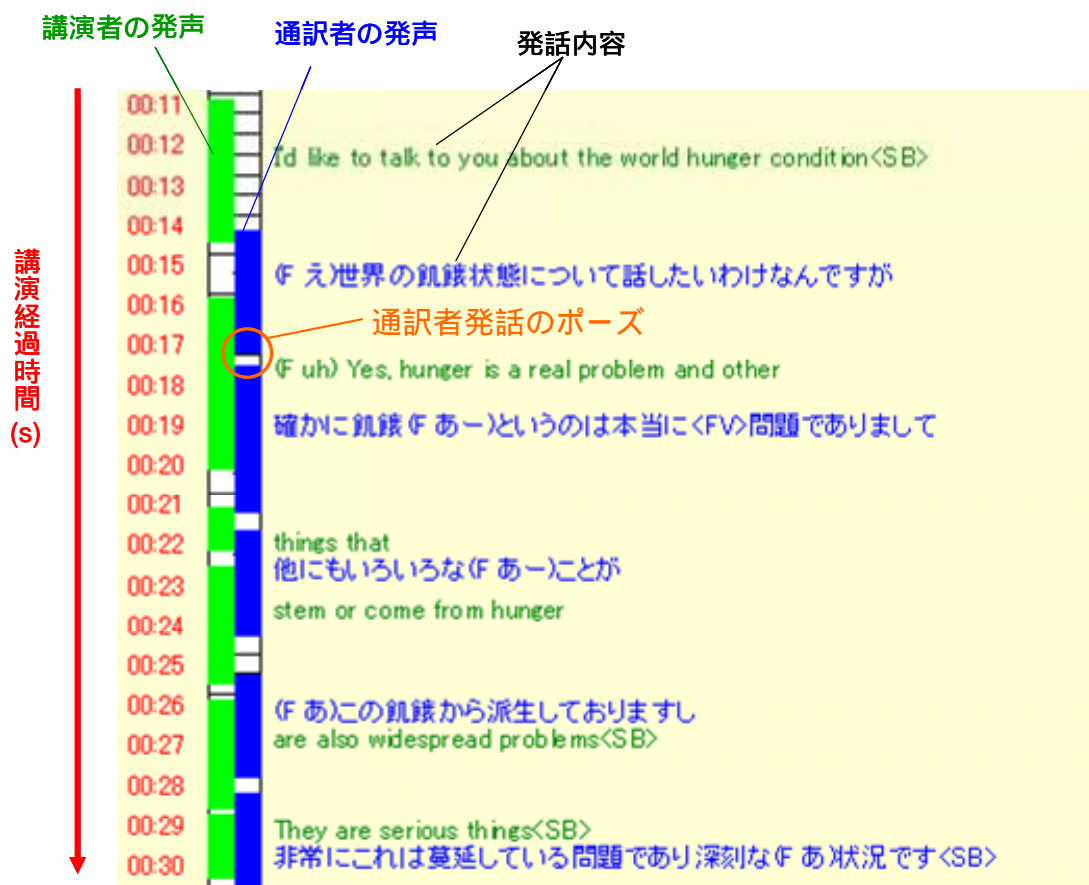 講演者の発声
通訳者の発声
発話内容
講演経過時間(s)
00:11
00:12
I'd like to talk to you about the world hunger condition<SB>
00:13
00:14
00:15
(F え)世界の飢餓状態について話したいわけなんですが
00:16
通訳者発話のポーズ
00:17
(F uh) Yes, hunger is a real problem and other
00:18
00:19
確かに飢餓(F あー)というのは本当に<FV>問題でありまして
00:20
00:21
00:22
things that
他にもいろいろな(F あー)ことが
00:23
stem or come from hunger
00:24
00:25
00:26
(F あ)この飢餓から派生しておりますし
00:27
are also widespread problems<SB>
00:28
00:29
They are serious things<SB>
00:30
非常にこれは蔓延している問題であり深刻な(F あ)状況です<SB>